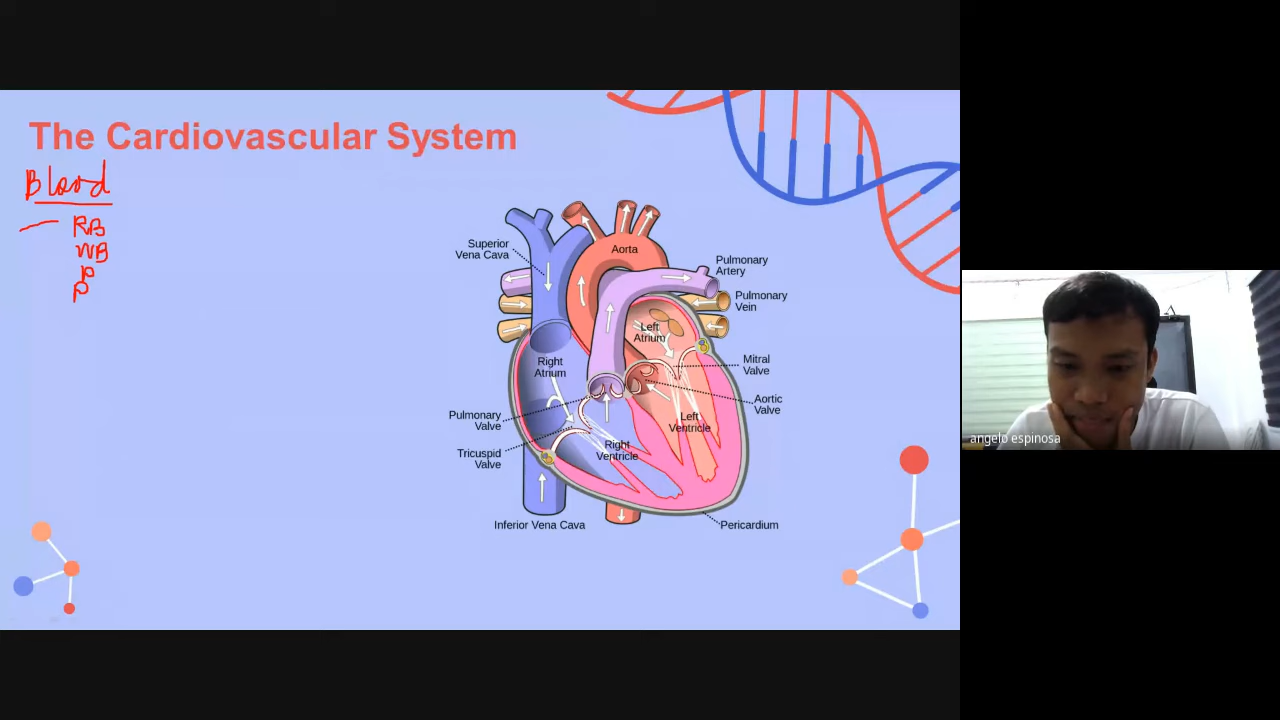 The Cardiovascular System
Blood
RB
WB
P
P
Superior
Vena Cava
Aorta
Pulmonary
Artery
Pulmonary
Vein
Left
Atrium
Right
Atrium
Mitral
Valve
Aortic
Valve
Pulmonary
Valve
Left
Ventricle
Tricuspid
Valve
Right
Ventricle
Inferior Vena Cava
Pericardium
angelo espinosa